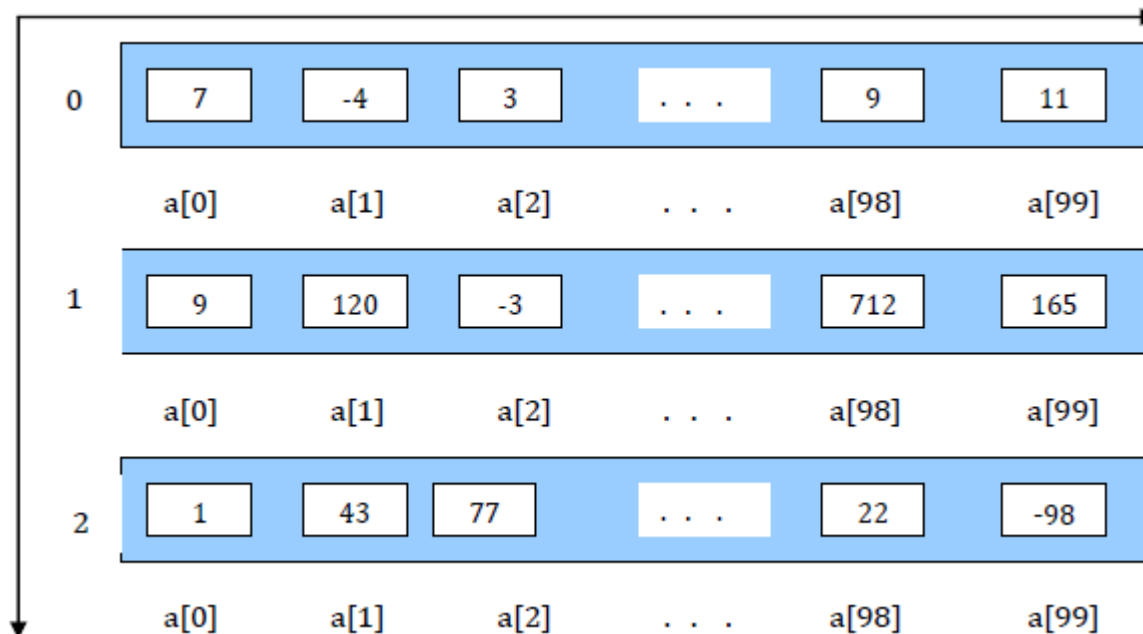 0 7 -4 3 . . . 9 11
a[0] a[1] a[2] . . . a[98] a[99]
1 9 120 -3 . . . 712 165
a[0] a[1] a[2] . . . a[98] a[99]
2 1 43 77 . . . 22 -98
a[0] a[1] a[2] . . . a[98] a[99]